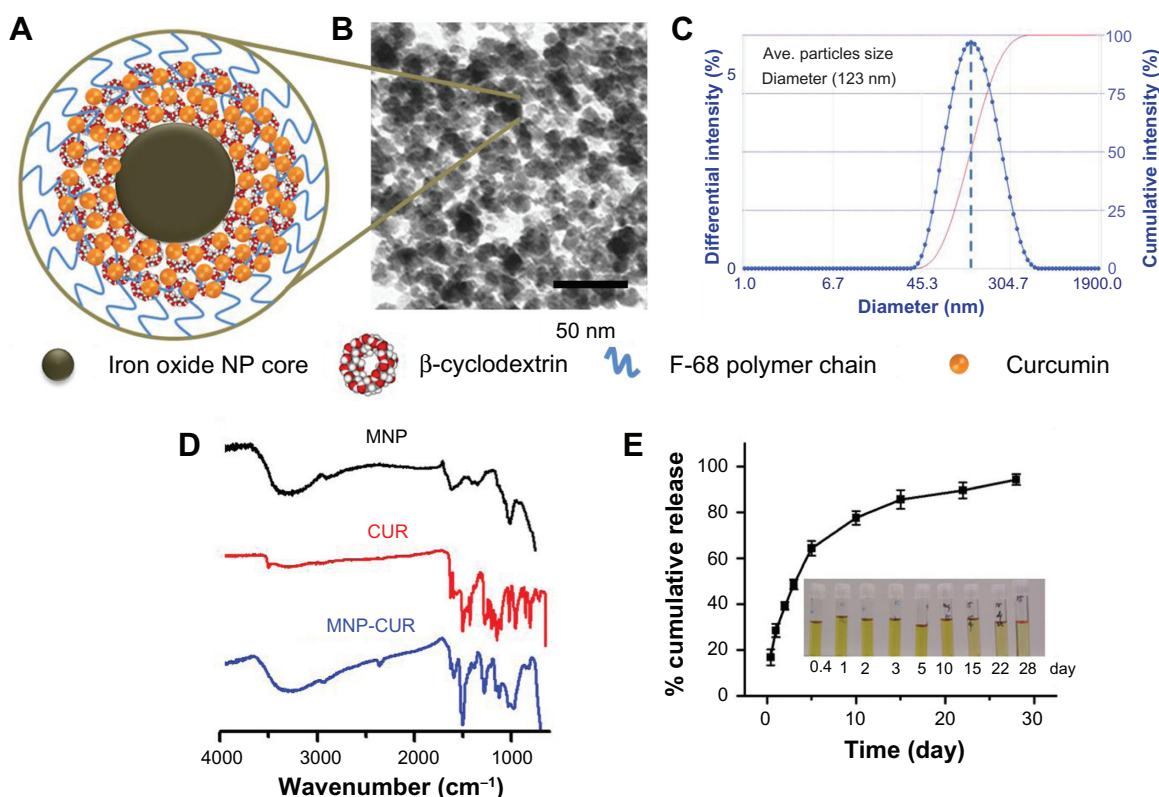 A
B
C
Ave. particles size
Diameter (123 nm)
Differential intensity (%)
5
0
1.0
6.7
45.3
304.7
1900.0
Diameter (nm)
100
75
50
25
0
Cumulative intensity (%)
50 nm
Iron oxide NP core
β-cyclodextrin
F-68 polymer chain
Curcumin
D
MNP
CUR
MNP-CUR
4000
3000
2000
1000
Wavenumber (cm⁻¹)
E
% cumulative release
100
80
60
40
20
0
0.4 1 2 3 5 10 15 22 28 day
0
10
20
30
Time (day)